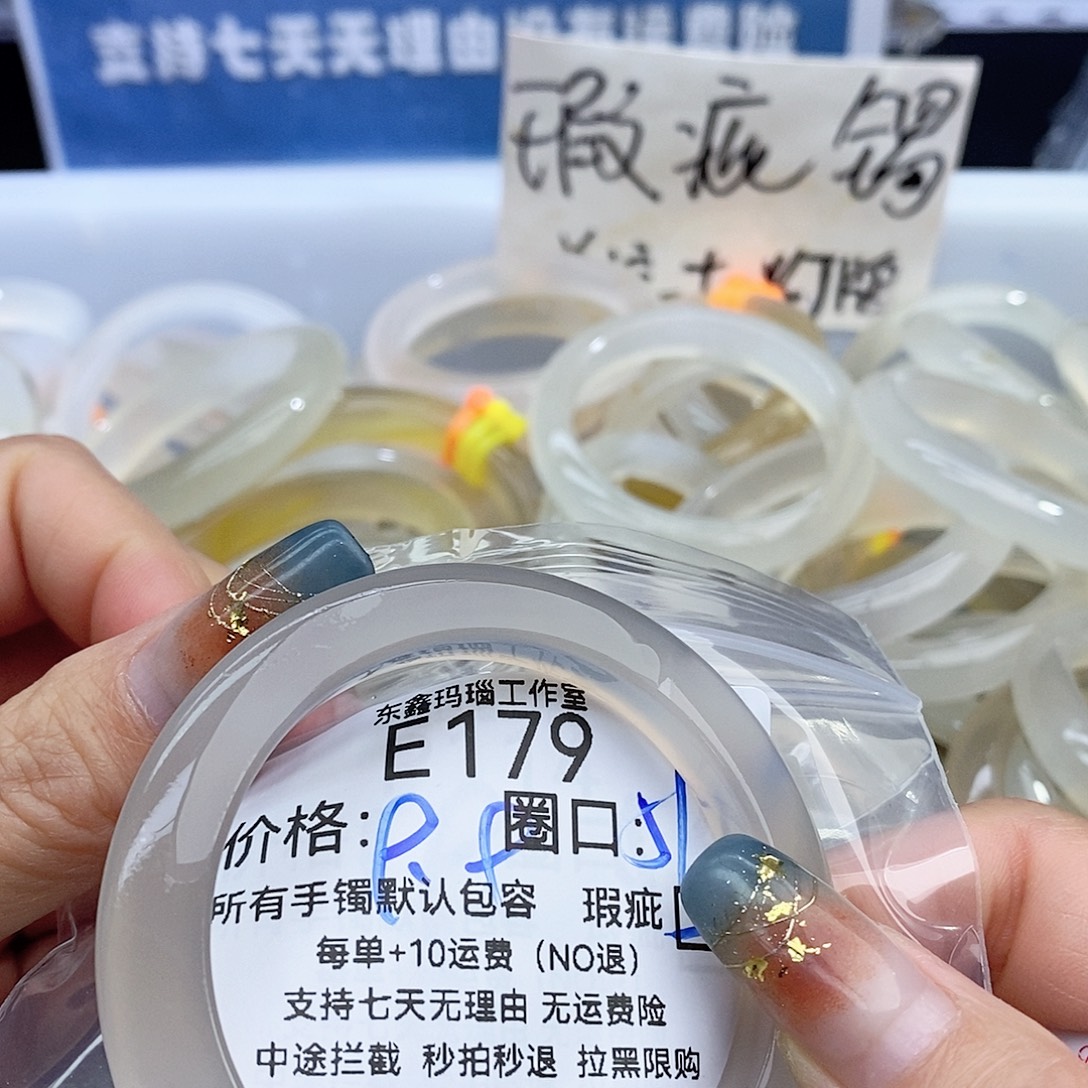 支持七天无理由
瑕疵镯
东鑫玛瑙工作室
E179
价格: 圈口:51
所有手镯默认包容 瑕疵
每单+10运费（NO退）
支持七天无理由 无运费险
中途拦截 秒拍秒退 拉黑限购